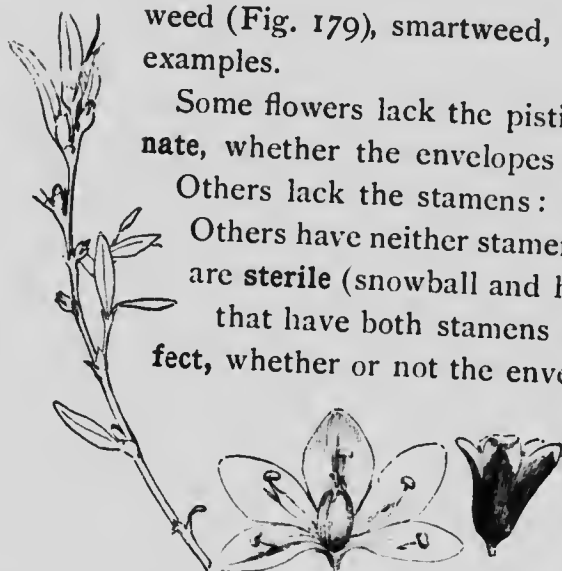 weed (Fig. 179), smartweed,
examples.
Some flowers lack the pisti
nate, whether the envelopes
Others lack the stamens:
Others have neither stamen
are sterile (snowball and h
that have both stamens
fect, whether or not the enve